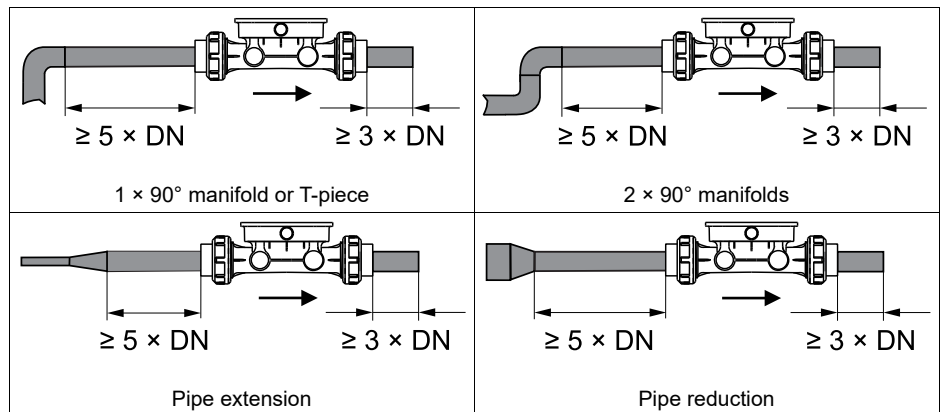 ≥ 5 × DN
≥ 3 × DN
1 × 90° manifold or T-piece
≥ 5 × DN
≥ 3 × DN
2 × 90° manifolds
≥ 5 × DN
≥ 3 × DN
Pipe extension
≥ 5 × DN
≥ 3 × DN
Pipe reduction